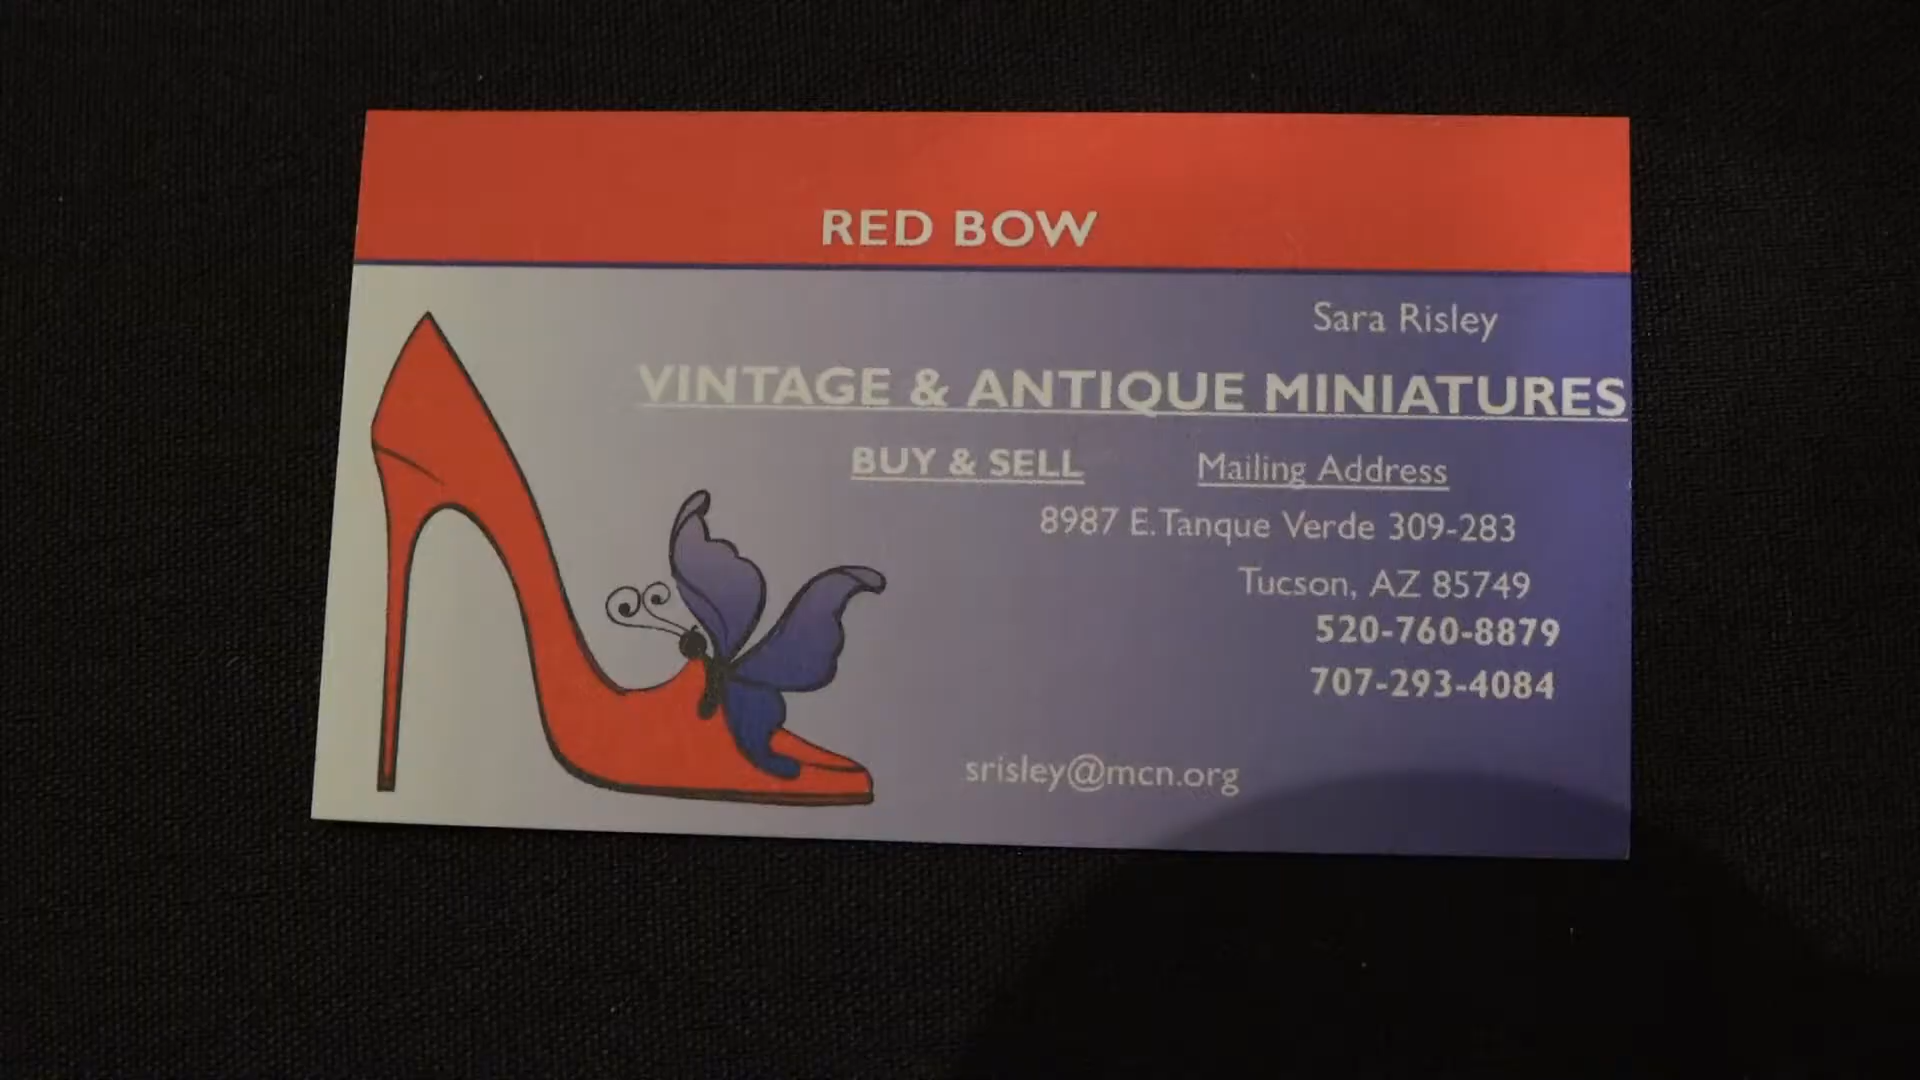 RED BOW
Sara Risley
VINTAGE & ANTIQUE MINIATURES
BUY & SELL
Mailing Address
8987 E. Tanque Verde 309-283
Tucson, AZ 85749
520-760-8879
707-293-4084
srisley@mcn.org